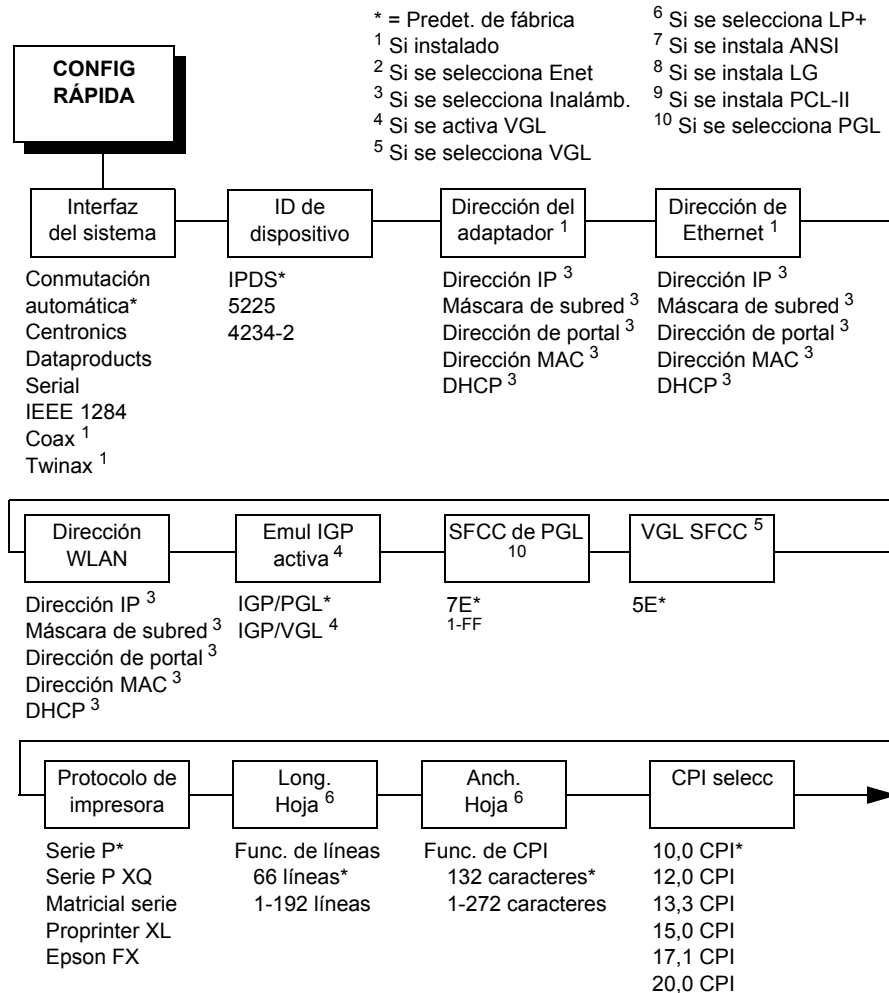 CONFIG
RÁPIDA
* = Predet. de fábrica
1 Si instalado
2 Si se selecciona Enet
3 Si se selecciona Inalámb.
4 Si se activa VGL
5 Si se selecciona VGL
6 Si se selecciona LP+
7 Si se instala ANSI
8 Si se instala LG
9 Si se instala PCL-II
10 Si se selecciona PGL
Interfaz
del sistema
Conmutación
automática*
Centronics
Dataproducts
Serial
IEEE 1284
Coax 1
Twinax 1
ID de
dispositivo
IPDS*
5225
4234-2
Dirección del
adaptador 1
Dirección IP 3
Máscara de subred 3
Dirección de portal 3
Dirección MAC 3
DHCP 3
Dirección de
Ethernet 1
Dirección IP 3
Máscara de subred 3
Dirección de portal 3
Dirección MAC 3
DHCP 3
Dirección
WLAN
Dirección IP 3
Máscara de subred 3
Dirección de portal 3
Dirección MAC 3
DHCP 3
Emul IGP
activa 4
IGP/PGL*
IGP/VGL 4
SFCC de PGL
10
7E*
1-FF
VGL SFCC 5
5E*
Protocolo de
impresora
Serie P*
Serie P XQ
Matricial serie
Proprinter XL
Epson FX
Long.
Hoja 6
Func. de líneas
66 líneas*
1-192 líneas
Anch.
Hoja 6
Func. de CPI
132 caracteres*
1-272 caracteres
CPI selecc
10,0 CPI*
12,0 CPI
13,3 CPI
15,0 CPI
17,1 CPI
20,0 CPI